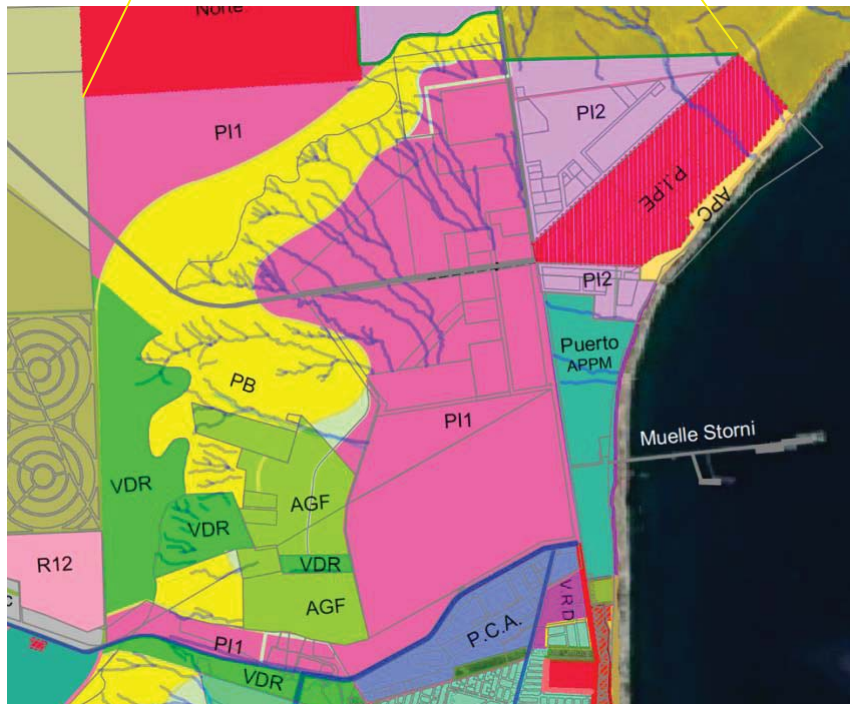 Norte
PI1
PI2
P.I.PE
APC
PI2
Puerto
APPM
PB
PI1
Muelle Storni
VDR
AGF
VDR
R12
VDR
AGF
V R D
P.C.A.
PI1
VDR